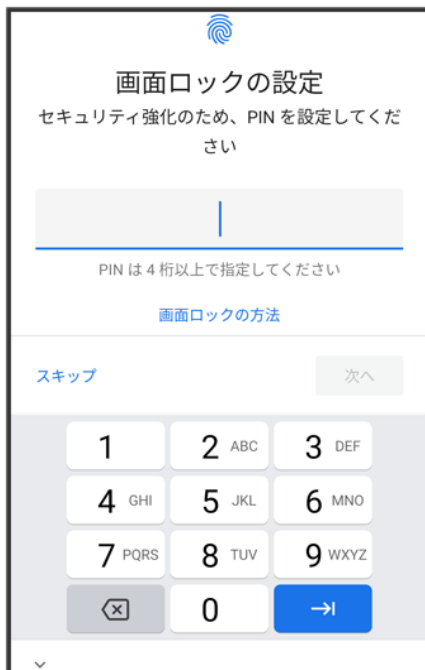 画面ロックの設定
セキュリティ強化のため、PIN を設定してくだ
さい
PIN は 4 桁以上で指定してください
画面ロックの方法
スキップ 次へ
1 2 ABC 3 DEF
4 GHI 5 JKL 6 MNO
7 PQRS 8 TUV 9 WXYZ
0